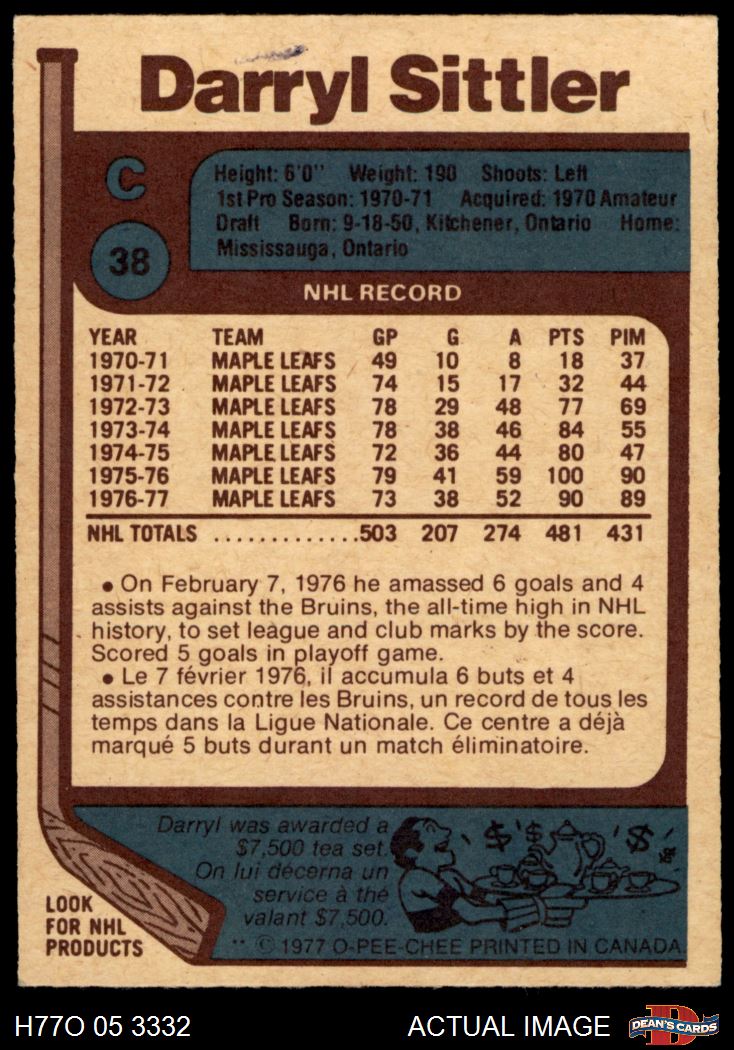 Darryl Sittler
C
38
Height: 6'0" Weight: 190 Shoots: Left
1st Pro Season: 1970-71 Acquired: 1970 Amateur
Draft Born: 9-18-50, Kitchener, Ontario Home:
Mississauga, Ontario
NHL RECORD
YEAR TEAM GP G A PTS PIM
1970-71 MAPLE LEAFS 49 10 8 18 37
1971-72 MAPLE LEAFS 74 15 17 32 44
1972-73 MAPLE LEAFS 78 29 48 77 69
1973-74 MAPLE LEAFS 78 38 46 84 55
1974-75 MAPLE LEAFS 72 36 44 80 47
1975-76 MAPLE LEAFS 79 41 59 100 90
1976-77 MAPLE LEAFS 73 38 52 90 89
NHL TOTALS .............503 207 274 481 431
• On February 7, 1976 he amassed 6 goals and 4
assists against the Bruins, the all-time high in NHL
history, to set league and club marks by the score.
Scored 5 goals in playoff game.
• Le 7 février 1976, il accumula 6 buts et 4
assistances contre les Bruins, un record de tous les
temps dans la Ligue Nationale. Ce centre a déjà
marqué 5 buts durant un match éliminatoire.
Darryl was awarded a
$7,500 tea set.
On lui décerna un
service à thé
valant $7,500.
$ $ $ $
LOOK
FOR NHL
PRODUCTS
** © 1977 O-PEE-CHEE PRINTED IN CANADA
H77O 05 3332 ACTUAL IMAGE
D
DEAN'S CARDS